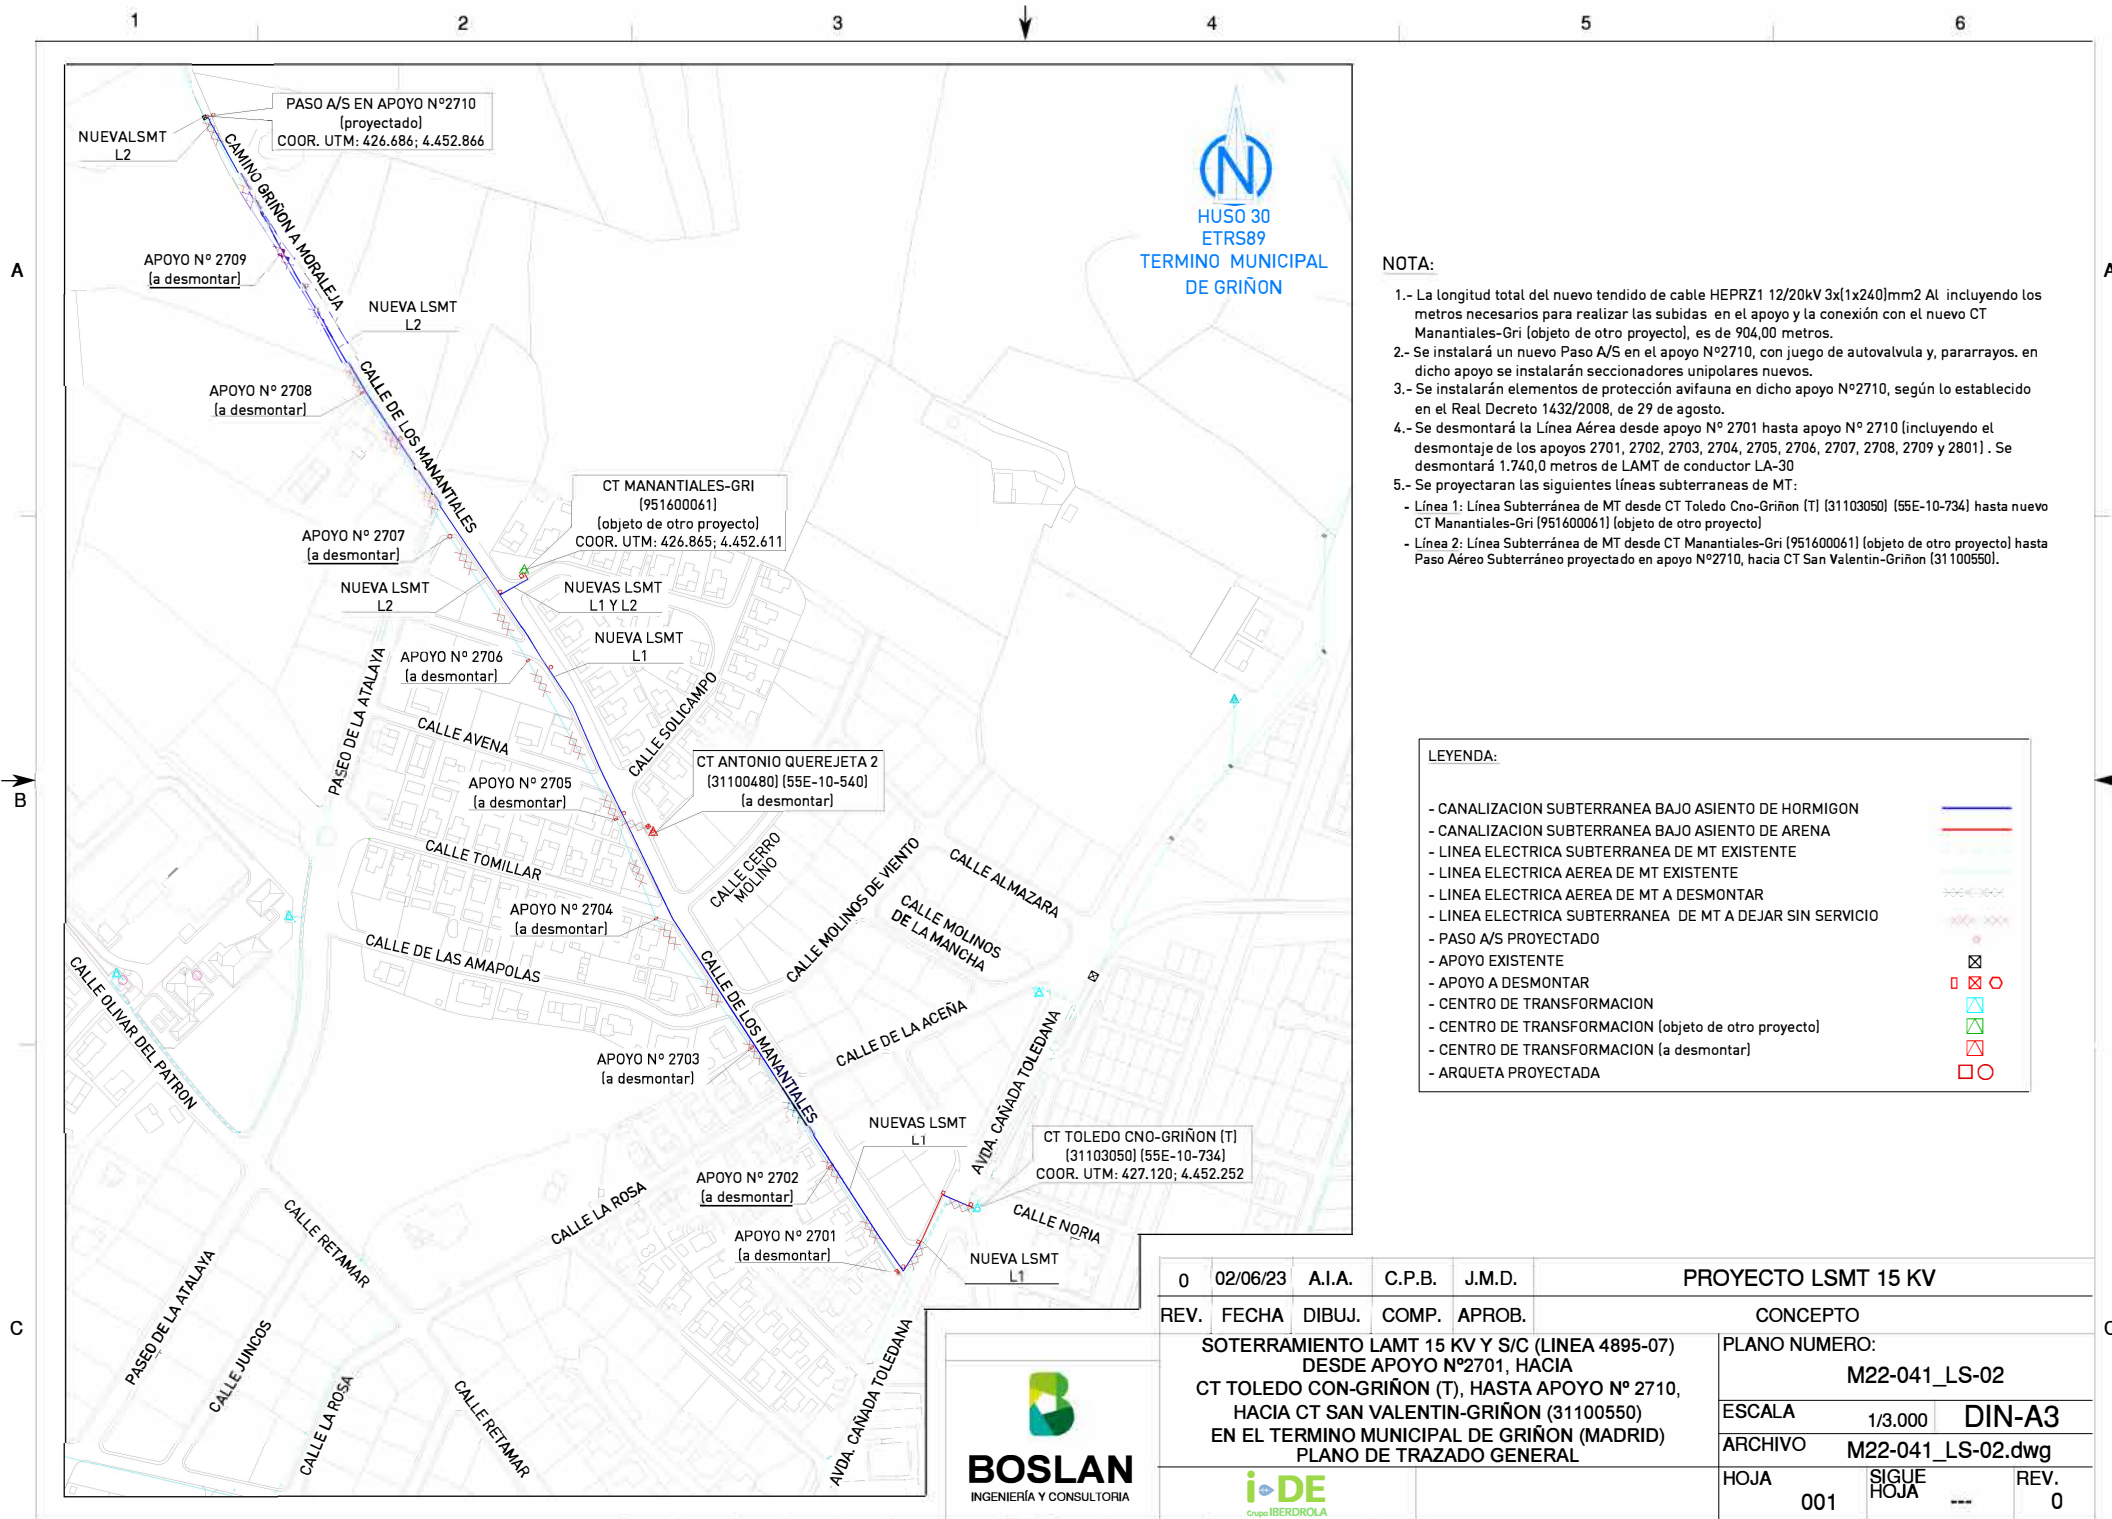 1 2 3 4 5 6
A
B
C
A
PASO A/S EN APOYO Nº2710
(proyectado)
COOR. UTM: 426.686; 4.452.866
NUEVALSMT
L2
CAMINO GRIÑON A MORALEJA
APOYO Nº 2709
(a desmontar)
NUEVA LSMT
L2
APOYO Nº 2708
(a desmontar)
CALLE DE LOS MANANTIALES
CT MANANTIALES-GRI
(951600061)
(objeto de otro proyecto)
COOR. UTM: 426.865; 4.452.611
APOYO Nº 2707
(a desmontar)
NUEVA LSMT
L2
NUEVAS LSMT
L1 Y L2
NUEVA LSMT
L1
APOYO Nº 2706
(a desmontar)
PASEO DE LA ATALAYA
CALLE AVENA
CALLE SOLICAMPO
CT ANTONIO QUEREJETA 2
(31100480) (55E-10-540)
(a desmontar)
APOYO Nº 2705
(a desmontar)
CALLE TOMILLAR
CALLE CERRO
MOLINO
CALLE MOLINOS DE VIENTO
CALLE ALMAZARA
CALLE MOLINOS
DE LA MANCHA
APOYO Nº 2704
(a desmontar)
CALLE DE LAS AMAPOLAS
CALLE DE LOS MANANTIALES
CALLE OLIVAR DEL PATRON
CALLE DE LA ACEÑA
APOYO Nº 2703
(a desmontar)
AVDA. CAÑADA TOLEDANA
NUEVAS LSMT
L1
CT TOLEDO CNO-GRIÑON (T)
(31103050) (55E-10-734)
COOR. UTM: 427.120; 4.452.252
APOYO Nº 2702
(a desmontar)
CALLE LA ROSA
CALLE NORIA
APOYO Nº 2701
(a desmontar)
NUEVA LSMT
L1
CALLE RETAMAR
PASEO DE LA ATALAYA
CALLE JUNCOS
CALLE LA ROSA
CALLE RETAMAR
AVDA. CAÑADA TOLEDANA
N
HUSO 30
ETRS89
TERMINO MUNICIPAL
DE GRIÑON
NOTA:
1.- La longitud total del nuevo tendido de cable HEPRZ1 12/20kV 3x(1x240)mm2 Al incluyendo los
metros necesarios para realizar las subidas en el apoyo y la conexión con el nuevo CT
Manantiales-Gri (objeto de otro proyecto), es de 904,00 metros.
2.- Se instalará un nuevo Paso A/S en el apoyo Nº2710, con juego de autovalvula y, pararrayos. en
dicho apoyo se instalarán seccionadores unipolares nuevos.
3.- Se instalarán elementos de protección avifauna en dicho apoyo Nº2710, según lo establecido
en el Real Decreto 1432/2008, de 29 de agosto.
4.- Se desmontará la Línea Aérea desde apoyo Nº 2701 hasta apoyo Nº 2710 (incluyendo el
desmontaje de los apoyos 2701, 2702, 2703, 2704, 2705, 2706, 2707, 2708, 2709 y 2801) . Se
desmontará 1.740,0 metros de LAMT de conductor LA-30
5.- Se proyectaran las siguientes líneas subterraneas de MT:
- Línea 1: Línea Subterránea de MT desde CT Toledo Cno-Griñon (T) (31103050) (55E-10-734) hasta nuevo
CT Manantiales-Gri (951600061) (objeto de otro proyecto)
- Línea 2: Línea Subterránea de MT desde CT Manantiales-Gri (951600061) (objeto de otro proyecto) hasta
Paso Aéreo Subterráneo proyectado en apoyo Nº2710, hacia CT San Valentin-Griñon (31100550).
LEYENDA:
- CANALIZACION SUBTERRANEA BAJO ASIENTO DE HORMIGON
- CANALIZACION SUBTERRANEA BAJO ASIENTO DE ARENA
- LINEA ELECTRICA SUBTERRANEA DE MT EXISTENTE
- LINEA ELECTRICA AEREA DE MT EXISTENTE
- LINEA ELECTRICA AEREA DE MT A DESMONTAR
- LINEA ELECTRICA SUBTERRANEA DE MT A DEJAR SIN SERVICIO
- PASO A/S PROYECTADO
- APOYO EXISTENTE
- APOYO A DESMONTAR
- CENTRO DE TRANSFORMACION
- CENTRO DE TRANSFORMACION (objeto de otro proyecto)
- CENTRO DE TRANSFORMACION (a desmontar)
- ARQUETA PROYECTADA
0 02/06/23 A.I.A. C.P.B. J.M.D. PROYECTO LSMT 15 KV
REV. FECHA DIBUJ. COMP. APROB. CONCEPTO
SOTERRAMIENTO LAMT 15 KV Y S/C (LINEA 4895-07)
DESDE APOYO Nº2701, HACIA
CT TOLEDO CON-GRIÑON (T), HASTA APOYO Nº 2710,
HACIA CT SAN VALENTIN-GRIÑON (31100550)
EN EL TERMINO MUNICIPAL DE GRIÑON (MADRID)
PLANO DE TRAZADO GENERAL
PLANO NUMERO:
M22-041_LS-02
ESCALA 1/3.000 DIN-A3
ARCHIVO M22-041_LS-02.dwg
HOJA 001
SIGUE
HOJA ---
REV. 0
BOSLAN
INGENIERÍA Y CONSULTORIA
i-DE
Grupo IBERDROLA